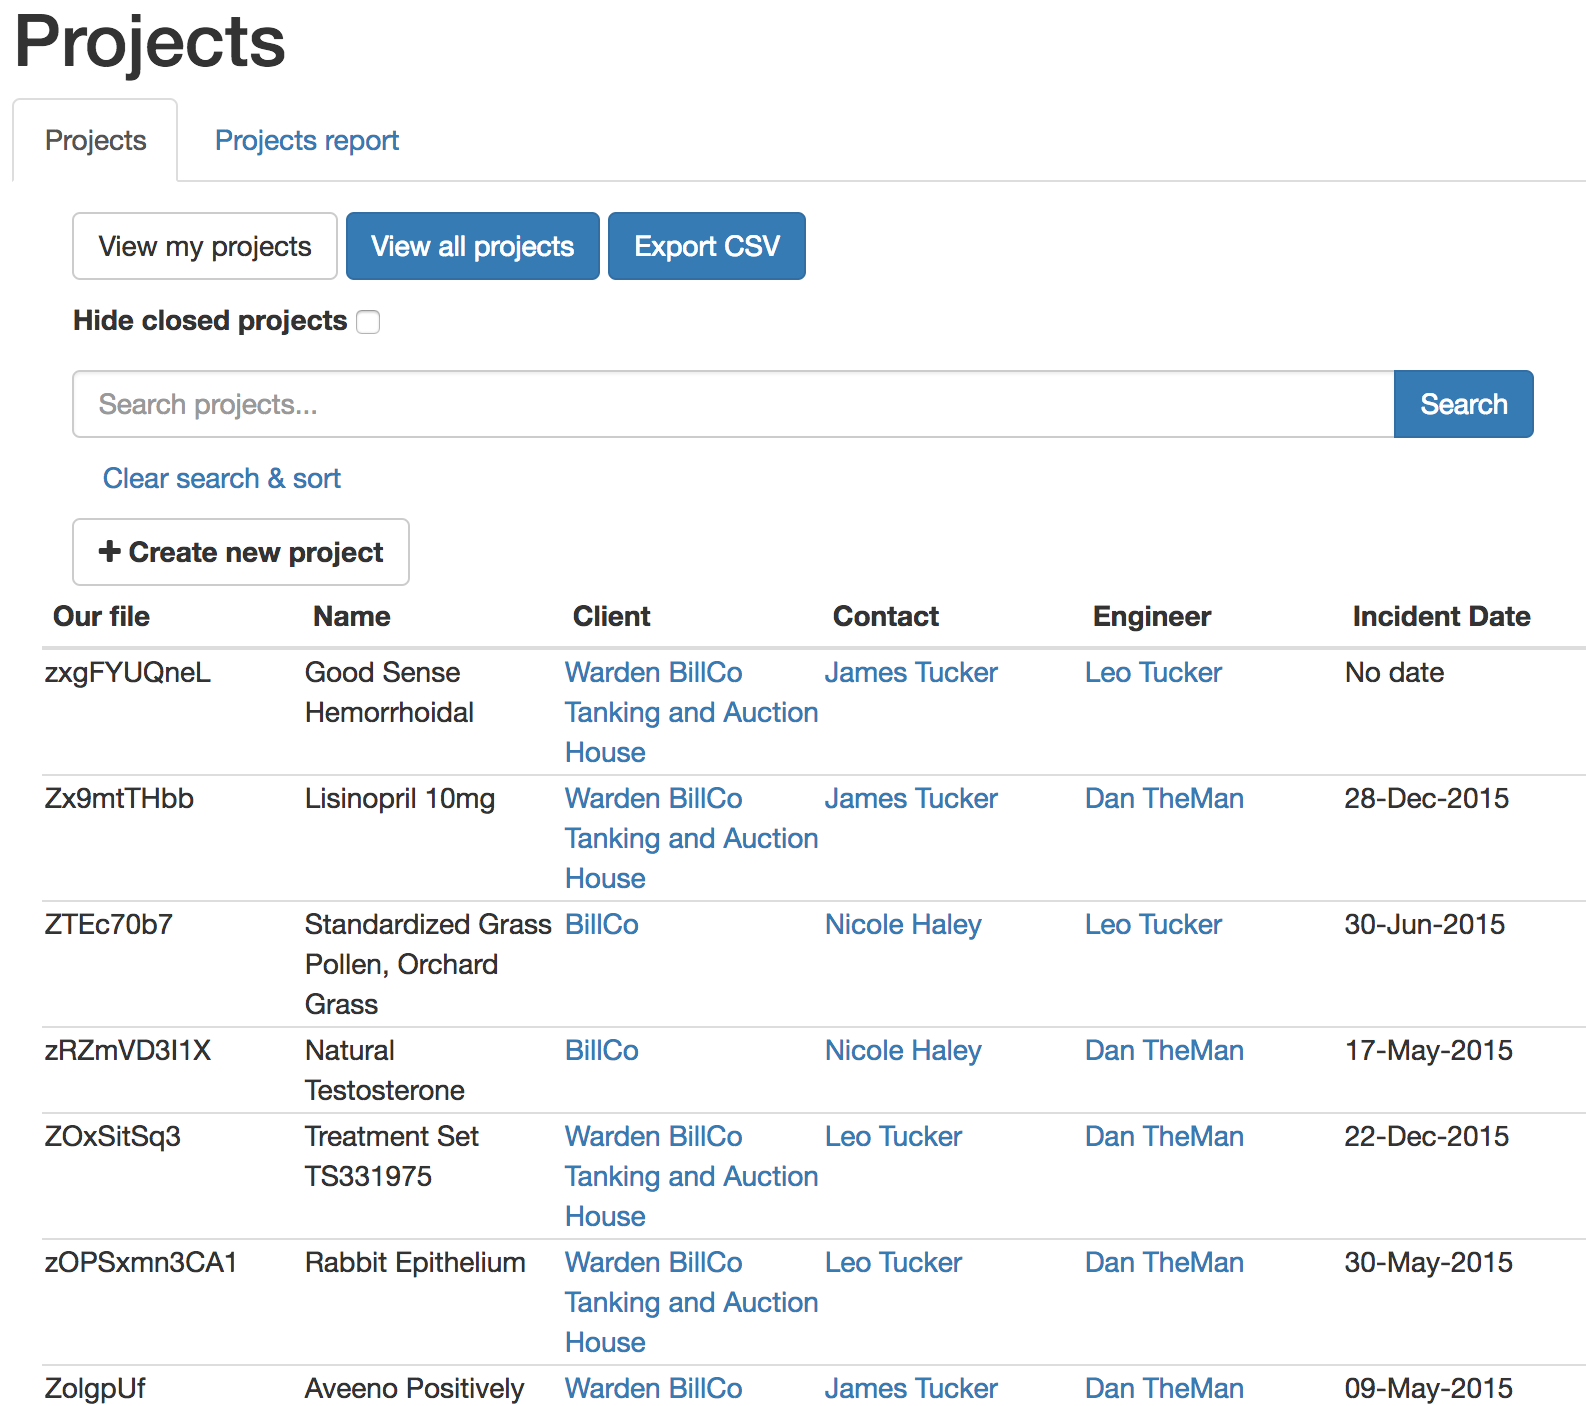 Projects
Projects Projects report
View my projects View all projects Export CSV
Hide closed projects
Search projects... Search
Clear search & sort
+ Create new project
Our file Name Client Contact Engineer Incident Date
zxgFYUQneL Good Sense Warden BillCo James Tucker Leo Tucker No date
Hemorrhoidal Tanking and Auction
House
Zx9mtTHbb Lisinopril 10mg Warden BillCo James Tucker Dan TheMan 28-Dec-2015
Tanking and Auction
House
ZTEc70b7 Standardized Grass BillCo Nicole Haley Leo Tucker 30-Jun-2015
Pollen, Orchard
Grass
zRZmVD3I1X Natural BillCo Nicole Haley Dan TheMan 17-May-2015
Testosterone
ZOxSitSq3 Treatment Set Warden BillCo Leo Tucker Dan TheMan 22-Dec-2015
TS331975 Tanking and Auction
House
zOPSxmn3CA1 Rabbit Epithelium Warden BillCo Leo Tucker Dan TheMan 30-May-2015
Tanking and Auction
House
ZolgpUf Aveeno Positively Warden BillCo James Tucker Dan TheMan 09-May-2015